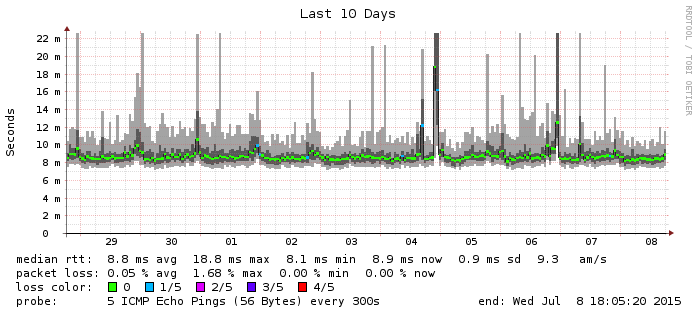 Last 10 Days
RRDTOOL / TOBI OETIKER
Seconds
22 m
20 m
18 m
16 m
14 m
12 m
10 m
8 m
6 m
4 m
2 m
0
29 30 01 02 03 04 05 06 07 08
median rtt: 8.8 ms avg 18.8 ms max 8.1 ms min 8.9 ms now 0.9 ms sd 9.3 am/s
packet loss: 0.05 % avg 1.68 % max 0.00 % min 0.00 % now
loss color: 0 1/5 2/5 3/5 4/5
probe: 5 ICMP Echo Pings (56 Bytes) every 300s end: Wed Jul 8 18:05:20 2015